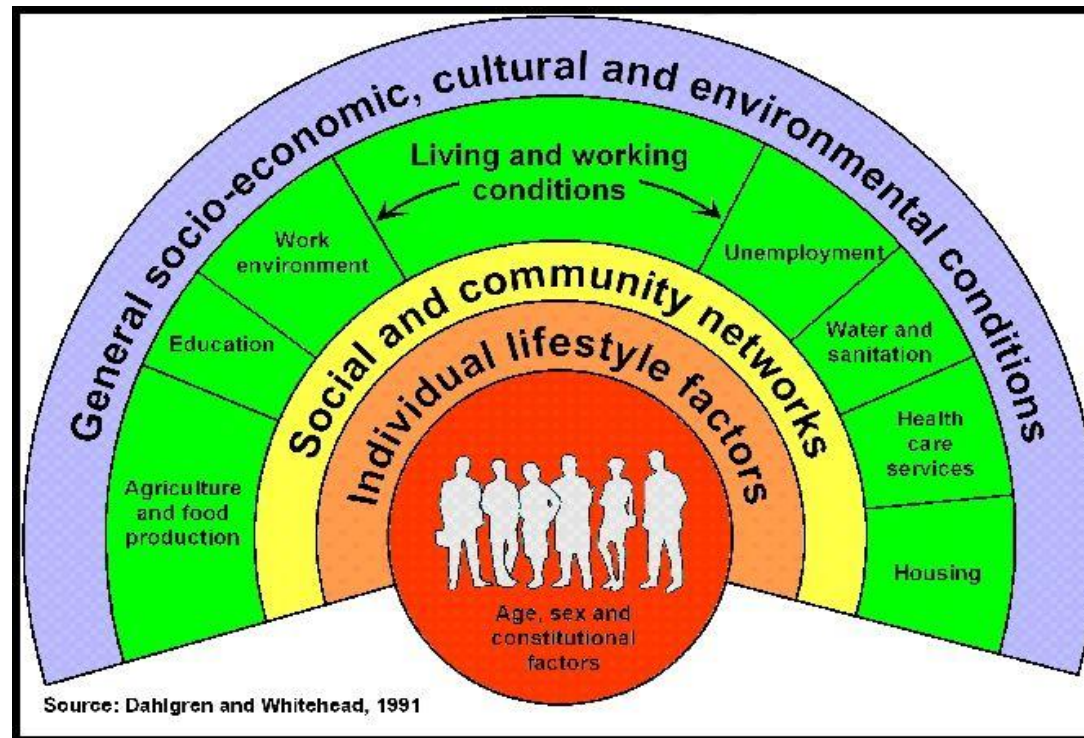 General socio-economic, cultural and environmental conditions
Living and working
conditions
Work
environment
Unemployment
Education
Water and
sanitation
Agriculture
and food
production
Health
care
services
Housing
Social and community networks
Individual lifestyle factors
Age, sex and
constitutional
factors
Source: Dahlgren and Whitehead, 1991